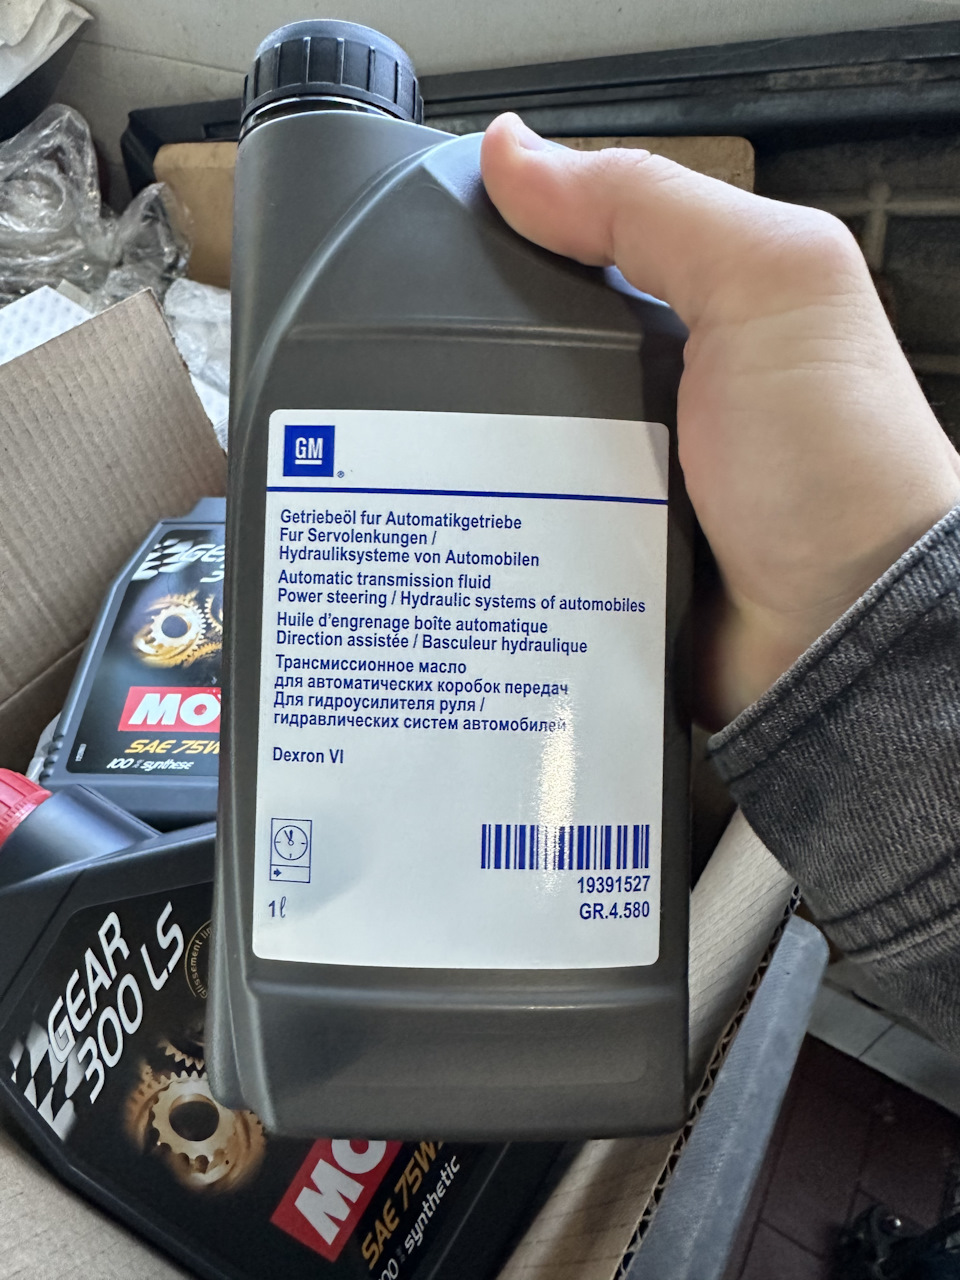 GM
®
Getriebeöl fur Automatikgetriebe
Fur Servolenkungen /
Hydrauliksysteme von Automobilen
Automatic transmission fluid
Power steering / Hydraulic systems of automobiles
Huile d'engrenage boîte automatique
Direction assistée / Basculeur hydraulique
Трансмиссионное масло
для автоматических коробок передач
Для гидроусилителя руля /
гидравлических систем автомобилей
Dexron VI
19391527
GR.4.580
1ℓ
MO
SAE 75W
100% synthese
GEAR
300 LS
MO
SAE 75W
synthetic